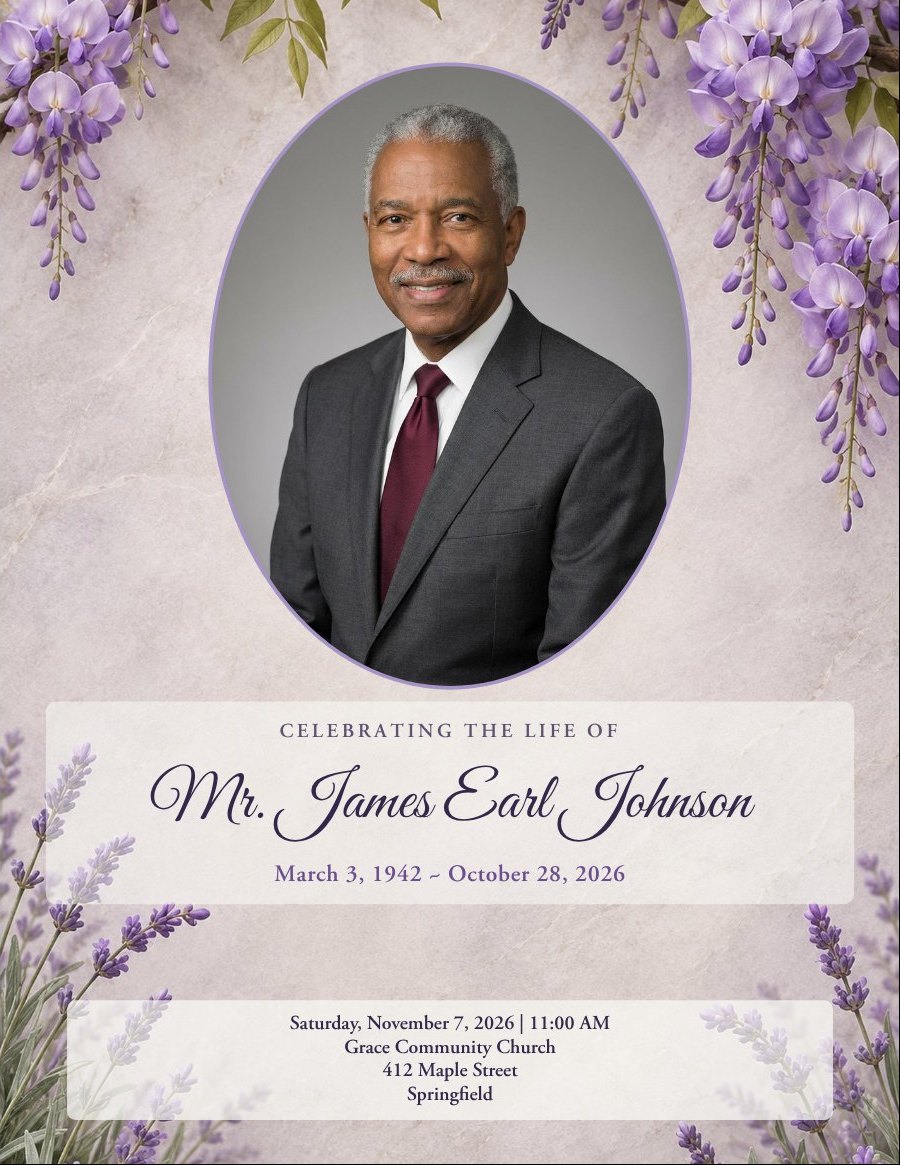 CELEBRATING THE LIFE OF
Mr. James Earl Johnson
March 3, 1942 ~ October 28, 2026
Saturday, November 7, 2026 | 11:00 AM
Grace Community Church
412 Maple Street
Springfield